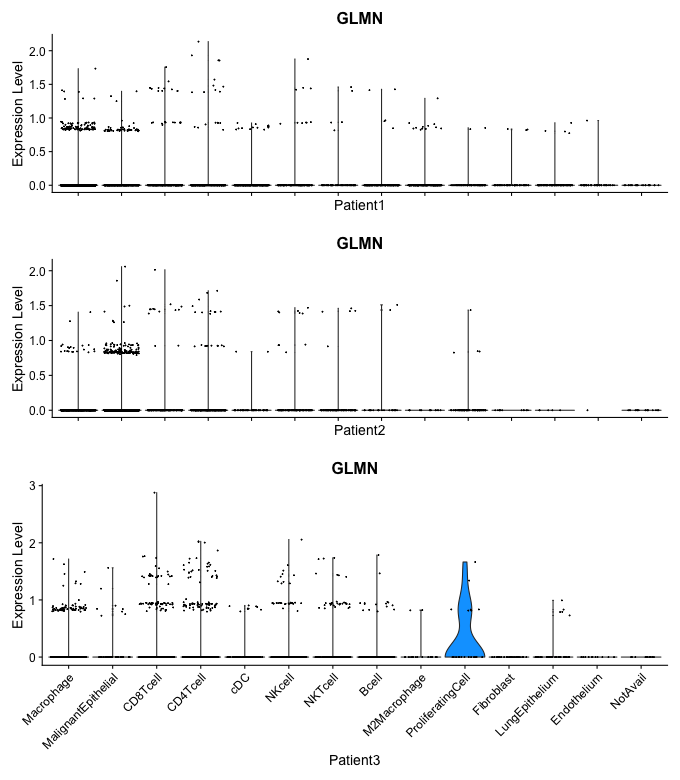 GLMN
Expression Level
2.0
1.5
1.0
0.5
0.0
Patient1
GLMN
Expression Level
2.0
1.5
1.0
0.5
0.0
Patient2
GLMN
Expression Level
3
2
1
0
Macrophage
MalignantEpithelial
CD8Tcell
CD4Tcell
cDC
NKcell
NKTcell
Bcell
M2Macrophage
ProliferatingCell
Fibroblast
LungEpithelium
Endothelium
NotAvail
Patient3